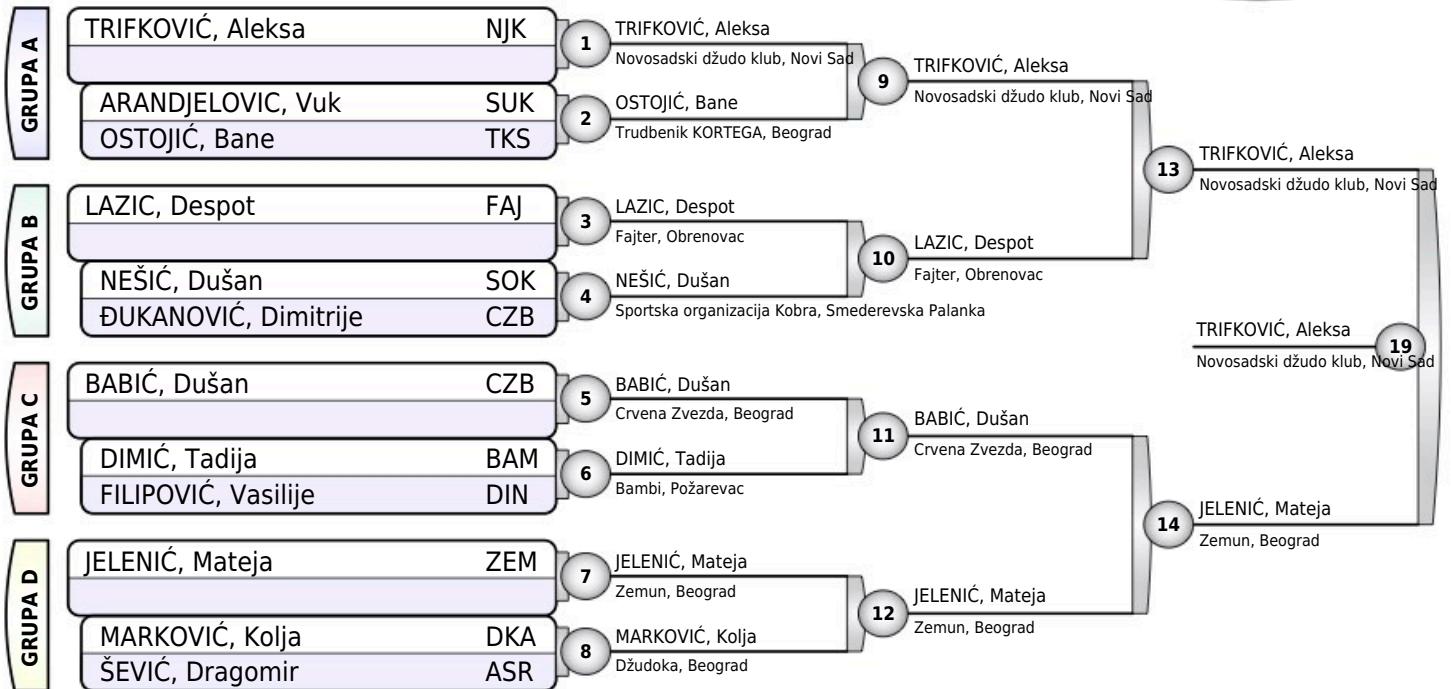 GRUPA A
TRIFKOVIĆ, Aleksa NJK
ARANDJELOVIC, Vuk SUK
OSTOJIĆ, Bane TKS
GRUPA B
LAZIC, Despot FAJ
NEŠIĆ, Dušan SOK
ĐUKANOVIĆ, Dimitrije CZB
GRUPA C
BABIĆ, Dušan CZB
DIMIĆ, Tadija BAM
FILIPOVIĆ, Vasilije DIN
GRUPA D
JELENIĆ, Mateja ZEM
MARKOVIĆ, Kolja DKA
ŠEVIĆ, Dragomir ASR
1 TRIFKOVIĆ, Aleksa
Novosadski džudo klub, Novi Sad
2 OSTOJIĆ, Bane
Trudbenik KORTEGA, Beograd
3 LAZIC, Despot
Fajter, Obrenovac
4 NEŠIĆ, Dušan
Sportska organizacija Kobra, Smederevska Palanka
5 BABIĆ, Dušan
Crvena Zvezda, Beograd
6 DIMIĆ, Tadija
Bambi, Požarevac
7 JELENIĆ, Mateja
Zemun, Beograd
8 MARKOVIĆ, Kolja
Džudoka, Beograd
9 TRIFKOVIĆ, Aleksa
Novosadski džudo klub, Novi Sad
10 LAZIC, Despot
Fajter, Obrenovac
11 BABIĆ, Dušan
Crvena Zvezda, Beograd
12 JELENIĆ, Mateja
Zemun, Beograd
13 TRIFKOVIĆ, Aleksa
Novosadski džudo klub, Novi Sad
14 JELENIĆ, Mateja
Zemun, Beograd
TRIFKOVIĆ, Aleksa 19
Novosadski džudo klub, Novi Sad